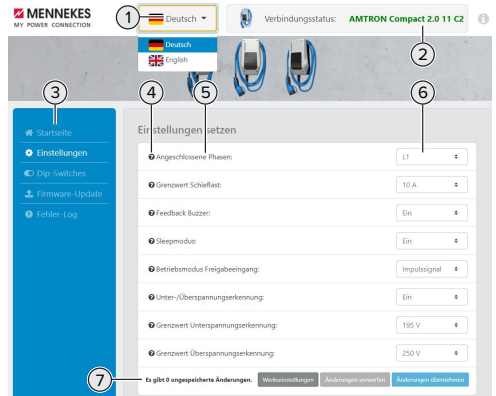 MENNEKES
MY POWER CONNECTION
1
Deutsch
Verbindungsstatus: AMTRON Compact 2.0 11 C2
Deutsch
English
2
3
4
5
6
Startseite
Einstellungen
Dip-Switches
Firmware-Update
Fehler-Log
Einstellungen setzen
Angeschlossene Phasen: L1
Grenzwert Schieflast: 10 A
Feedback Buzzer: Ein
Sleepmodus: Ein
Betriebsmodus Freigabeeingang: Impulssignal
Unter-/Überspannungserkennung: Ein
Grenzwert Unterspannungserkennung: 195 V
Grenzwert Überspannungserkennung: 250 V
7
Es gibt 0 ungaspeicherte Änderungen. Werkseinstellungen Änderungen verwerfen Änderungen übernehmen